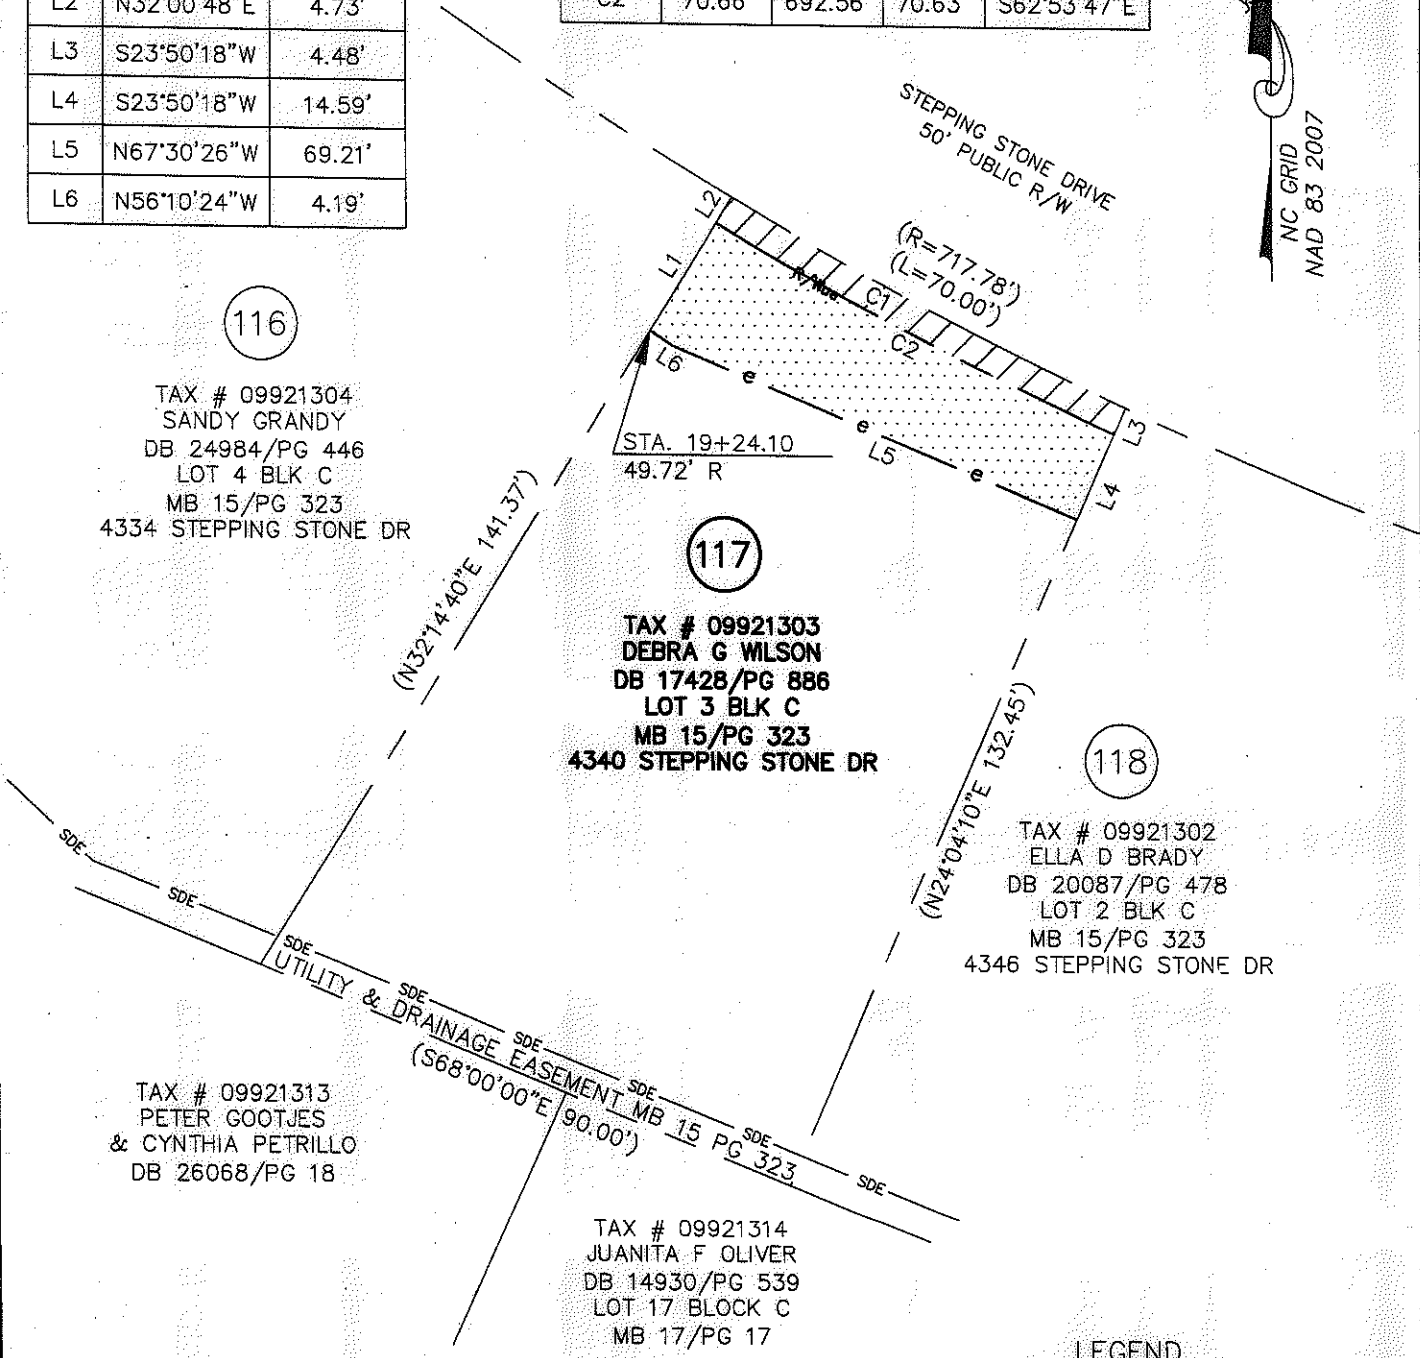 L2 N32°00'48"E 4.73'
L3 S23°50'18"W 4.48'
L4 S23°50'18"W 14.59'
L5 N67°30'26"W 69.21'
L6 N56°10'24"W 4.19'
C2 70.66 692.56 70.63 S62°53'47"E
NC GRID
NAD 83 2007
STEPPING STONE DRIVE
50' PUBLIC R/W
(R=717.78')
(L=70.00')
L2
L1
C1
C2
L3
L6
e
e
L5
e
L4
STA. 19+24.10
49.72' R
116
TAX # 09921304
SANDY GRANDY
DB 24984/PG 446
LOT 4 BLK C
MB 15/PG 323
4334 STEPPING STONE DR
(N32°14'40"E 141.37')
117
TAX # 09921303
DEBRA G WILSON
DB 17428/PG 886
LOT 3 BLK C
MB 15/PG 323
4340 STEPPING STONE DR
(N24°04'10"E 132.45')
118
TAX # 09921302
ELLA D BRADY
DB 20087/PG 478
LOT 2 BLK C
MB 15/PG 323
4346 STEPPING STONE DR
SDE
SDE
SDE
SDE
SDE
SDE
SDE
SDE
UTILITY & DRAINAGE EASEMENT MB 15 PG 323
(S68°00'00"E 90.00')
TAX # 09921313
PETER GOOTJES
& CYNTHIA PETRILLO
DB 26068/PG 18
TAX # 09921314
JUANITA F OLIVER
DB 14930/PG 539
LOT 17 BLOCK C
MB 17/PG 17
LEGEND